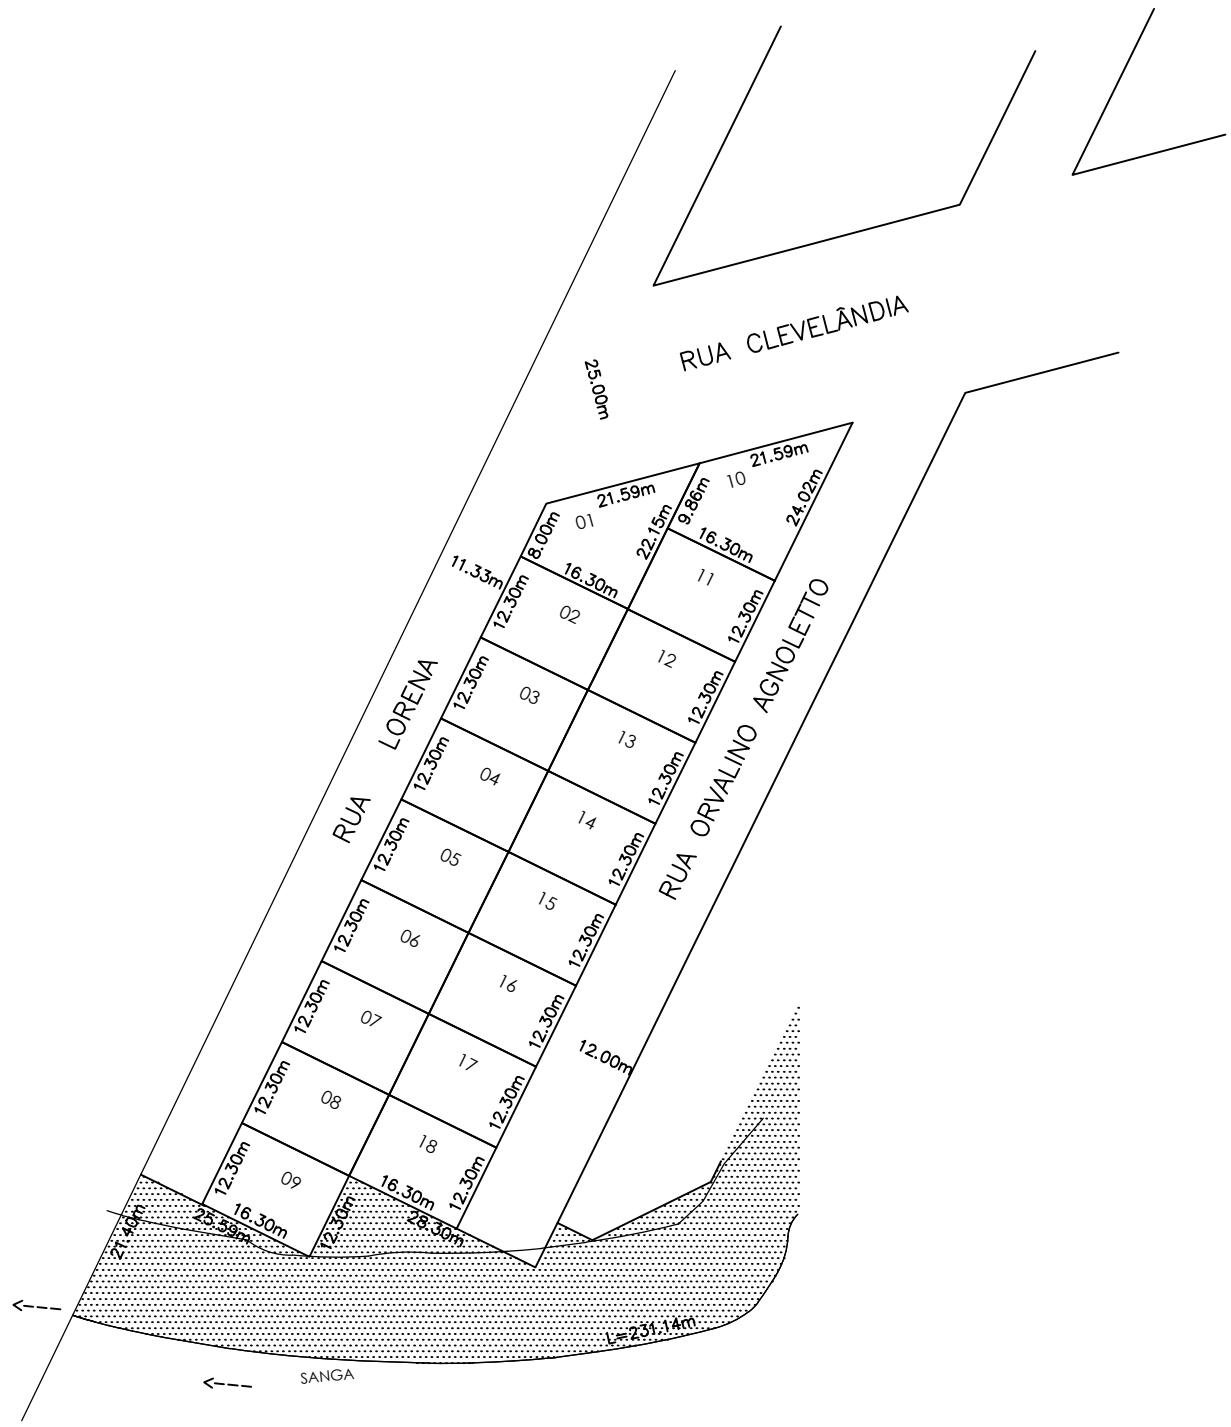 RUA CLEVELÂNDIA
25.00m
21.59m
10
21.59m
01
9.86m
24.02m
8.00m
22.15m
16.30m
11.33m
16.30m
11
12.30m
02
12.30m
12
03
12.30m
12.30m
13
04
12.30m
12.30m
14
05
12.30m
12.30m
15
06
12.30m
12.30m
16
07
12.30m
12.30m
17
08
12.30m
12.30m
18
09
12.30m
12.30m
16.30m
12.30m
16.30m
25.59m
12.30m
28.30m
21.40m
RUA LORENA
RUA ORVALINO AGNOLETTO
12.00m
L=231.14m
SANGA